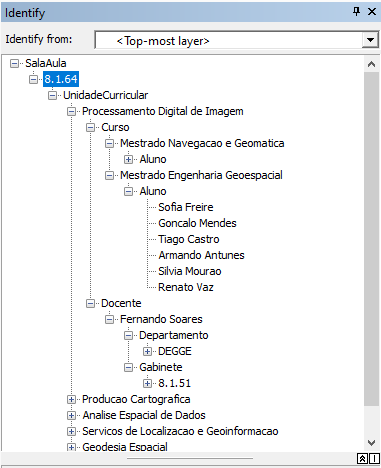 Identify
Identify from: <Top-most layer>
SalaAula
8.1.64
UnidadeCurricular
Processamento Digital de Imagem
Curso
Mestrado Navegacao e Geomatica
Aluno
Mestrado Engenharia Geoespacial
Aluno
Sofia Freire
Goncalo Mendes
Tiago Castro
Armando Antunes
Silvia Mourao
Renato Vaz
Docente
Fernando Soares
Departamento
DEGGE
Gabinete
8.1.51
Producao Cartografica
Analise Espacial de Dados
Servicos de Localizacao e Geoinformacao
Geodesia Espacial